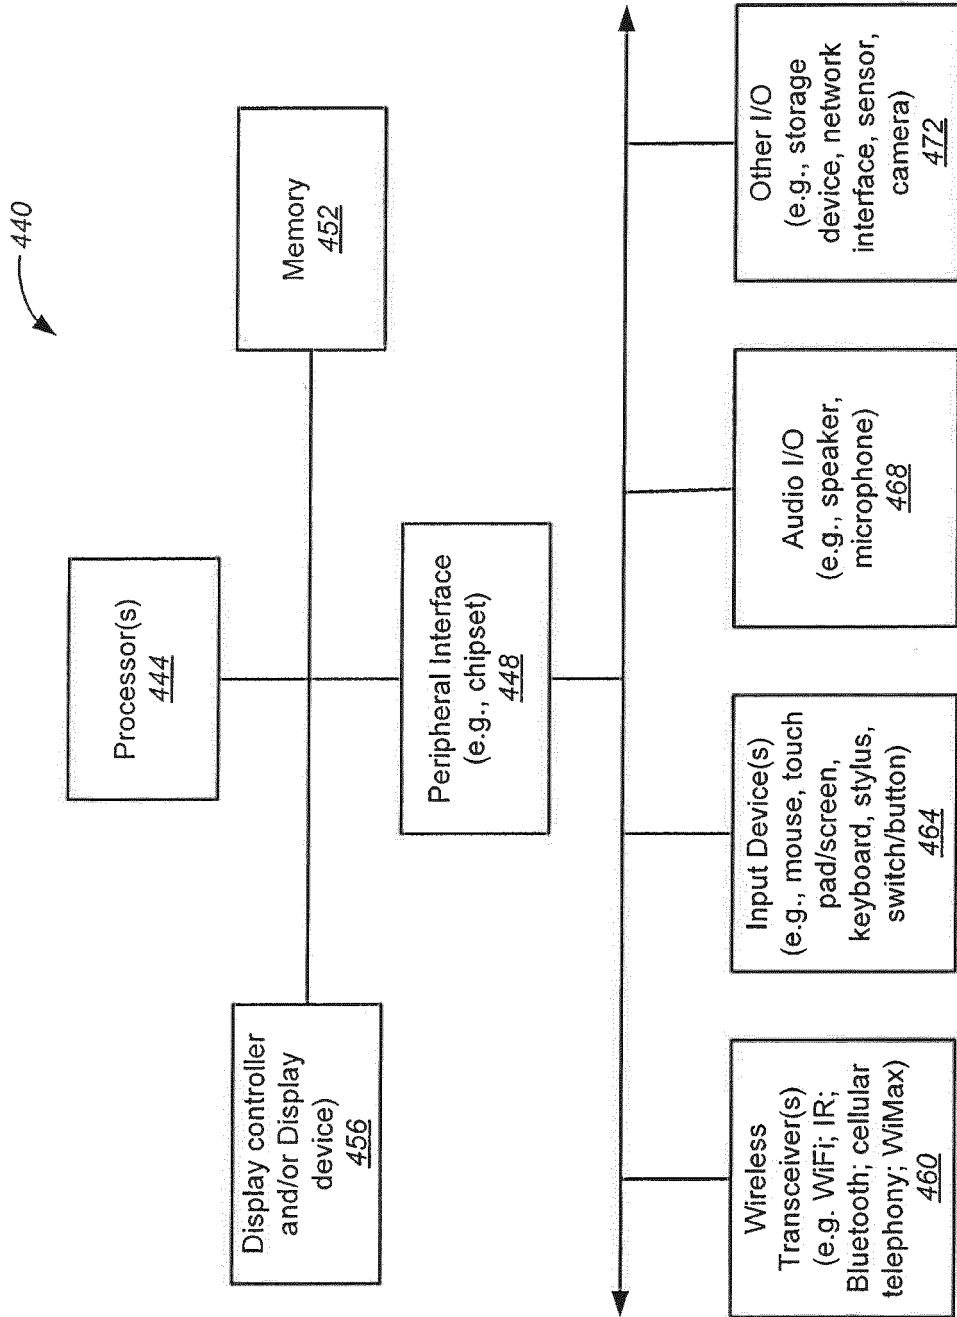 440
Processor(s)
444
Display controller
and/or Display
device)
456
Memory
452
Peripheral Interface
(e.g., chipset)
448
Wireless
Transceiver(s)
(e.g. WiFi; IR;
Bluetooth; cellular
telephony; WiMax)
460
Input Device(s)
(e.g., mouse, touch
pad/screen,
keyboard, stylus,
switch/button)
464
Audio I/O
(e.g., speaker,
microphone)
468
Other I/O
(e.g., storage
device, network
interface, sensor,
camera)
472